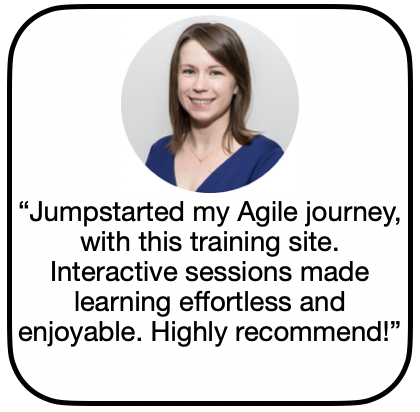 “Jumpstarted my Agile journey,
with this training site.
Interactive sessions made
learning effortless and
enjoyable. Highly recommend!”